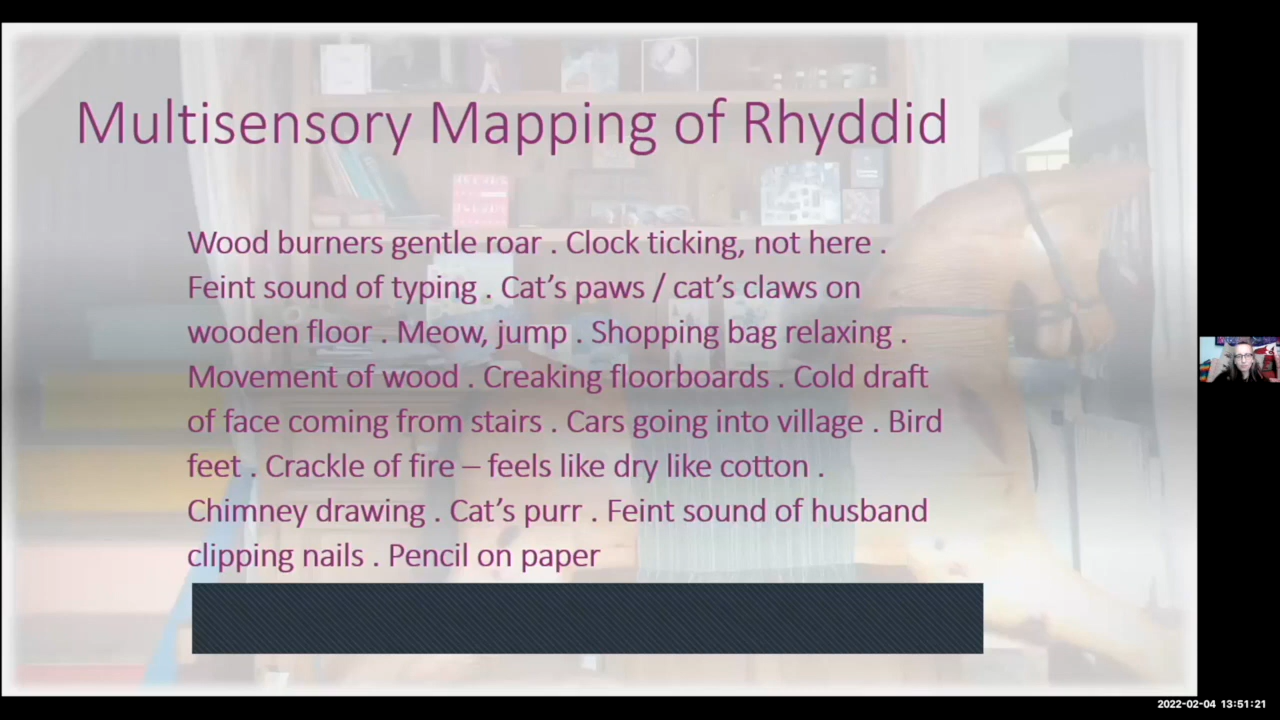 Multisensory Mapping of Rhyddid
Wood burners gentle roar . Clock ticking, not here .
Feint sound of typing . Cat’s paws / cat’s claws on
wooden floor . Meow, jump . Shopping bag relaxing .
Movement of wood . Creaking floorboards . Cold draft
of face coming from stairs . Cars going into village . Bird
feet . Crackle of fire – feels like dry like cotton .
Chimney drawing . Cat’s purr . Feint sound of husband
clipping nails . Pencil on paper
2022-02-04 13:51:21